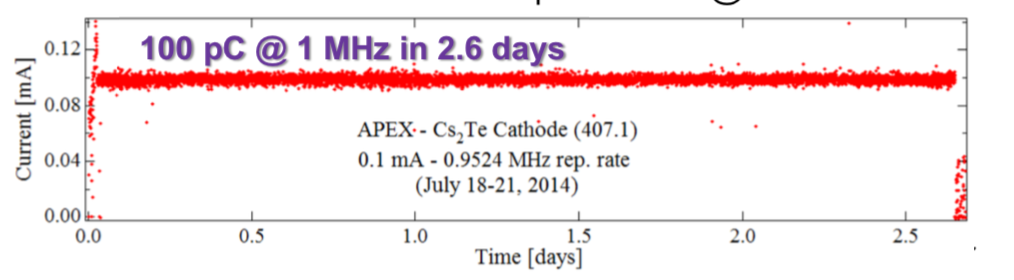 100 pC @ 1 MHz in 2.6 days
0.12
0.08
0.04
0.00
Current [mA]
APEX - Cs₂Te Cathode (407.1)
0.1 mA - 0.9524 MHz rep. rate
(July 18-21, 2014)
0.0 0.5 1.0 1.5 2.0 2.5
Time [days]